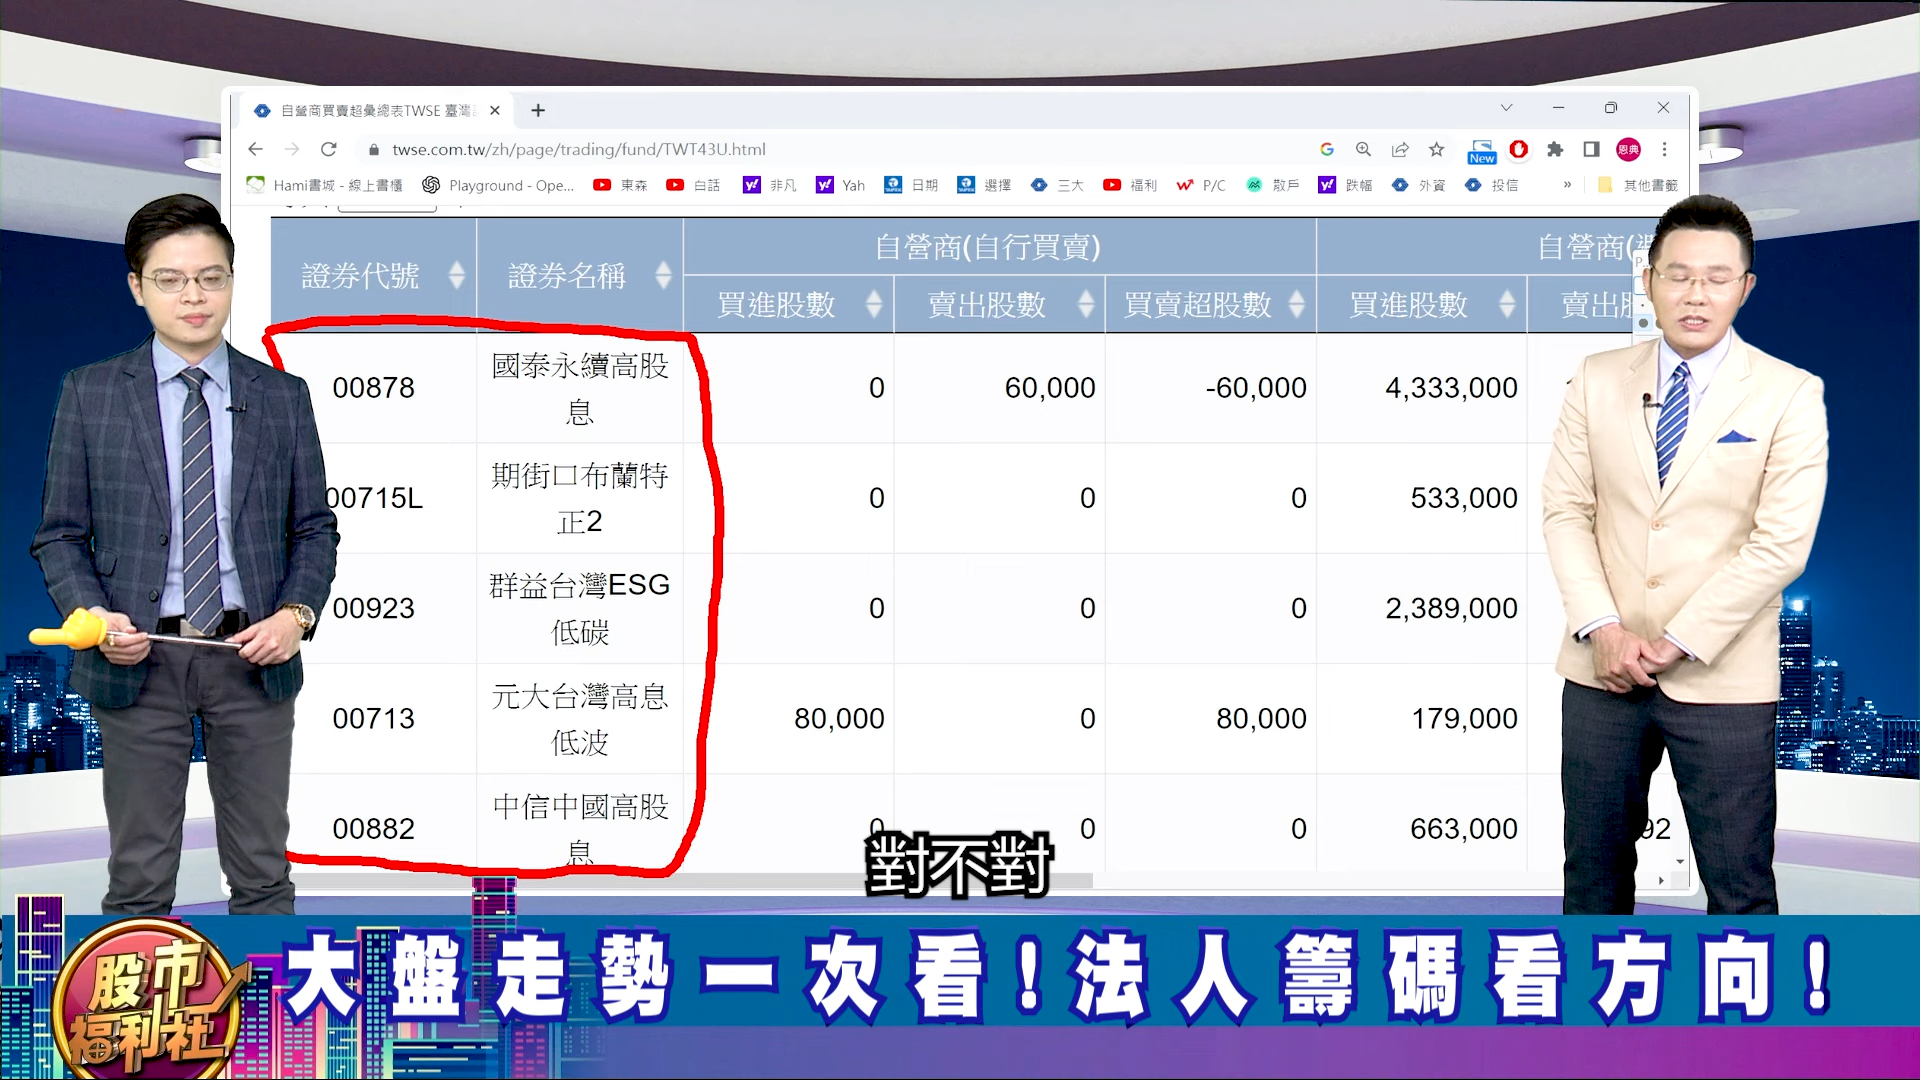 自營商買賣超彙總表TWSE 臺灣
twse.com.tw/zh/page/trading/fund/TWT43U.html
New
恩典
Hami書城 - 線上書櫃 Playground - Ope... 東森 白話 非凡 Yah 日期 選擇 三大 福利 P/C 散戶 跌幅 外資 投信 » 其他書籤
證券代號 證券名稱 自營商(自行買賣) 自營商(
買進股數 賣出股數 買賣超股數 買進股數 賣出
00878 國泰永續高股息 0 60,000 -60,000 4,333,000
00715L 期街口布蘭特正2 0 0 0 533,000
00923 群益台灣ESG低碳 0 0 0 2,389,000
00713 元大台灣高息低波 80,000 0 80,000 179,000
00882 中信中國高股息 0 0 0 663,000 92
對不對
股市福利社
大盤走勢一次看!法人籌碼看方向!